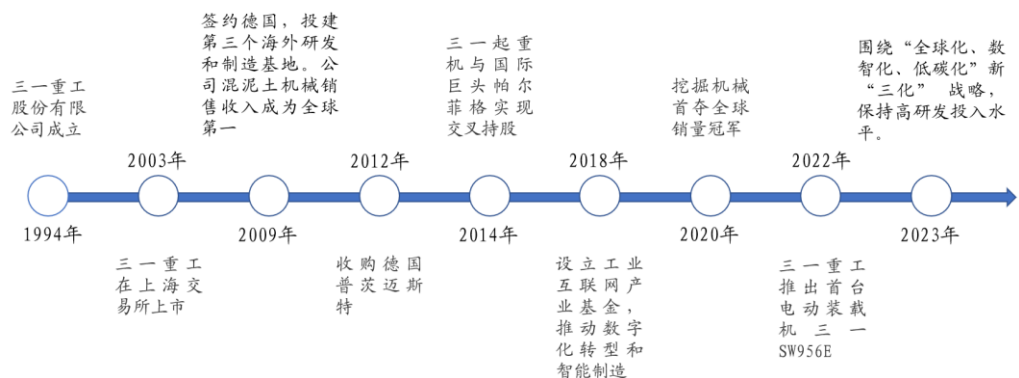 三一重工
股份有限
公司成立
1994年
2003年
三一重工
在上海交
易所上市
签约德国，投建
第三个海外研发
和制造基地。公
司混泥土机械销
售收入成为全球
第一
2009年
2012年
收购德国
普茨迈斯
特
三一起重
机与国际
巨头帕尔
菲格实现
交叉持股
2014年
2018年
设立工业
互联网产
业基金，
推动数字
化转型和
智能制造
挖掘机械
首夺全球
销量冠军
2020年
2022年
三一重工
推出首台
电动装载
机三一
SW956E
围绕“全球化、数
智化、低碳化”新
“三化”战略，
保持高研发投入水
平。
2023年